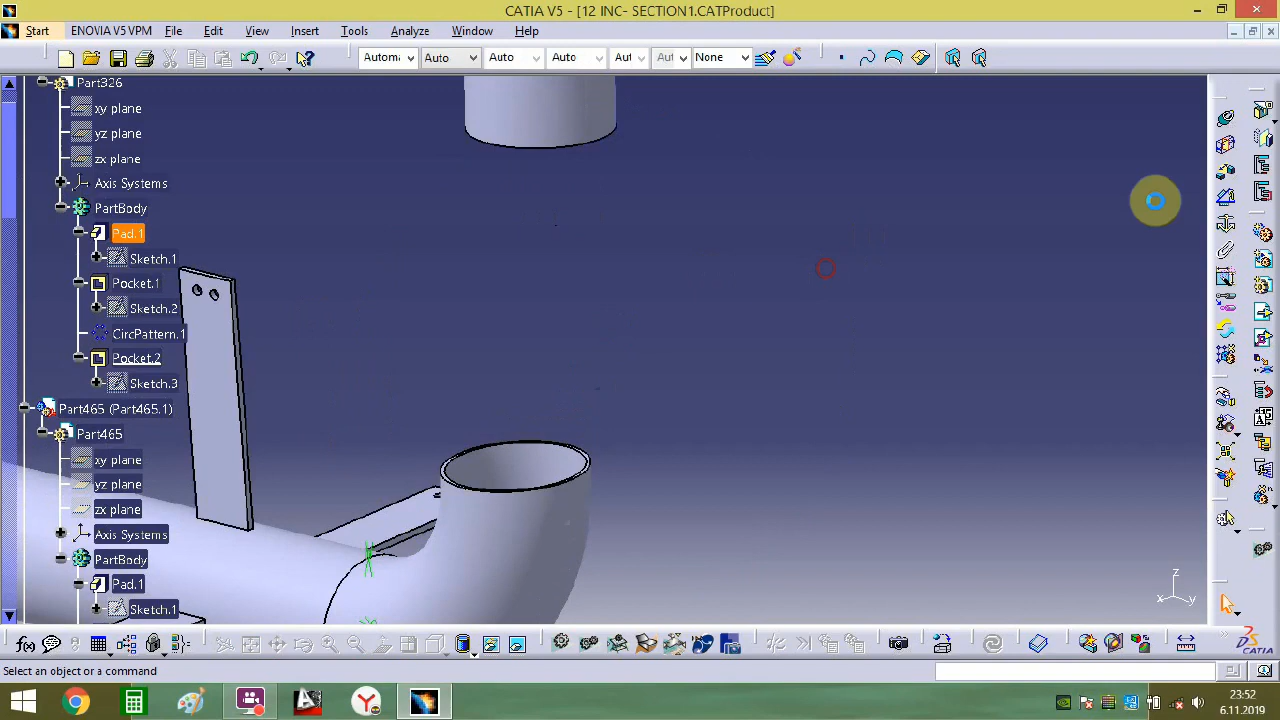 CATIA V5 - [12 INC- SECTION1.CATProduct]
Start ENOVIA V5 VPM File Edit View Insert Tools Analyze Window Help
Automa Auto Auto Auto Aut Aut None
Part326
xy plane
yz plane
zx plane
Axis Systems
PartBody
Pad.1
Sketch.1
Pocket.1
Sketch.2
CircPattern.1
Pocket.2
Sketch.3
Part465 (Part465.1)
Part465
xy plane
yz plane
zx plane
Axis Systems
PartBody
Pad.1
Sketch.1
z
x y
f(x)
CATIA
Select an object or a command
23:52
6.11.2019